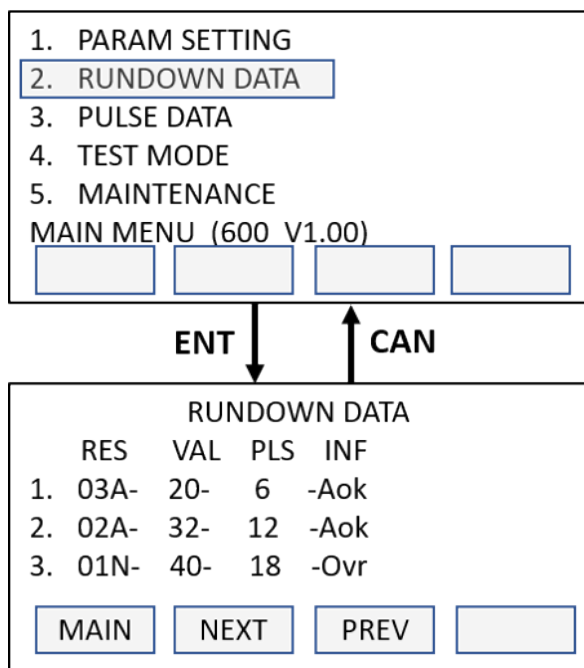 1. PARAM SETTING
2. RUNDOWN DATA
3. PULSE DATA
4. TEST MODE
5. MAINTENANCE
MAIN MENU (600 V1.00)
ENT CAN
RUNDOWN DATA
RES VAL PLS INF
1. 03A- 20- 6 -Aok
2. 02A- 32- 12 -Aok
3. 01N- 40- 18 -Ovr
MAIN NEXT PREV